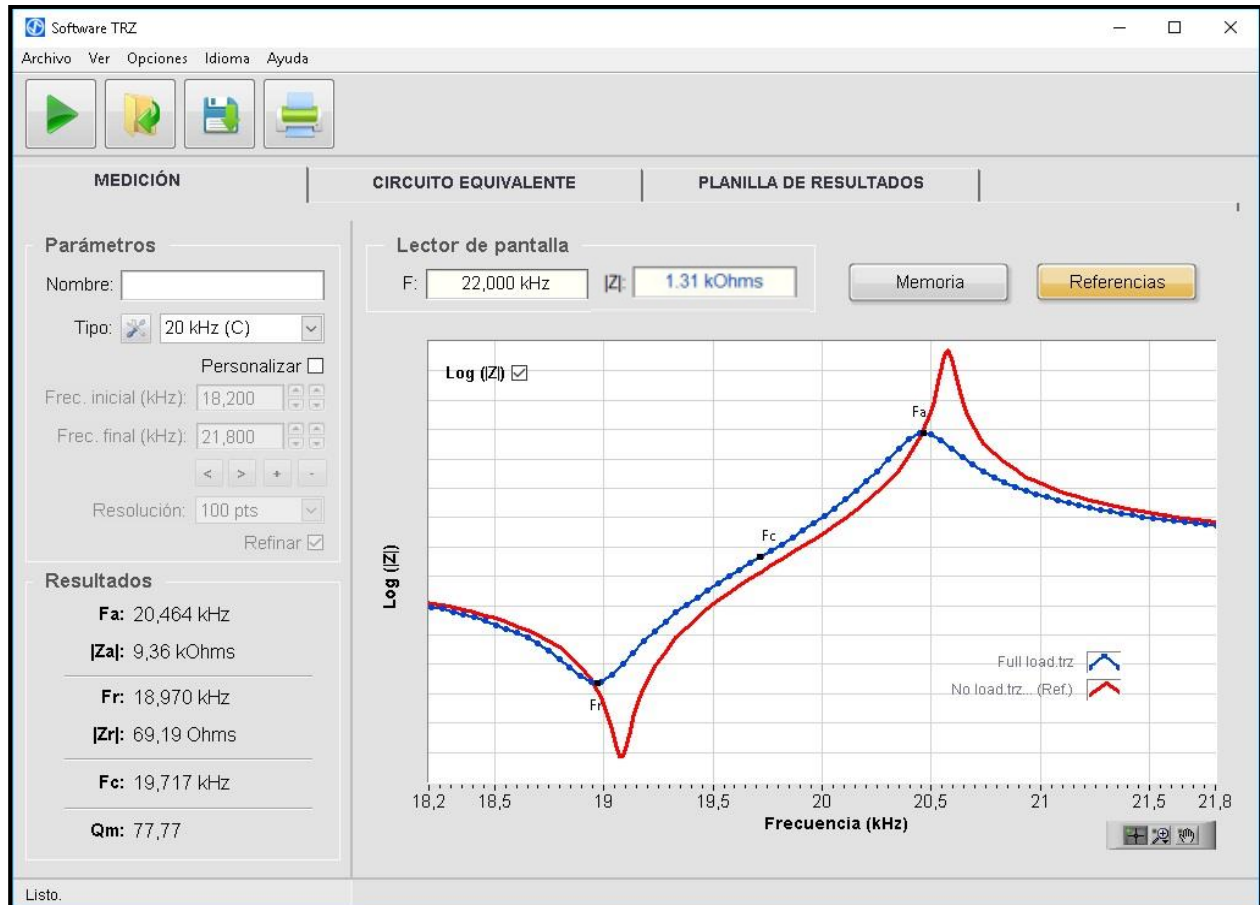 Software TRZ
Archivo Ver Opciones Idioma Ayuda
MEDICIÓN CIRCUITO EQUIVALENTE PLANILLA DE RESULTADOS
Parámetros
Nombre:
Tipo: 20 kHz (C)
Personalizar
Frec. inicial (kHz): 18,200
Frec. final (kHz): 21,800
< > + -
Resolución: 100 pts
Refinar
Resultados
Fa: 20,464 kHz
|Za|: 9,36 kOhms
Fr: 18,970 kHz
|Zr|: 69,19 Ohms
Fc: 19,717 kHz
Qm: 77,77
Lector de pantalla
F: 22,000 kHz |Z|: 1.31 kOhms
Memoria
Referencias
Log (|Z|)
Fa
Fc
Fr
Log (|Z|)
Full load.trz
No load.trz... (Ref.)
18,2 18,5 19 19,5 20 20,5 21 21,5 21,8
Frecuencia (kHz)
Listo.